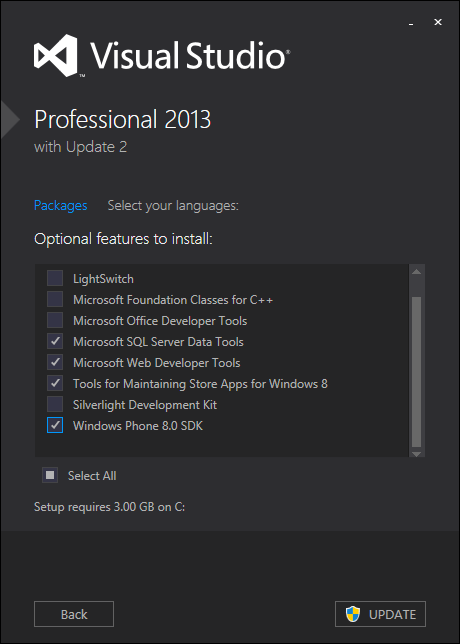 Visual Studio®
™
Professional 2013
with Update 2
Packages Select your languages:
Optional features to install:
LightSwitch
Microsoft Foundation Classes for C++
Microsoft Office Developer Tools
Microsoft SQL Server Data Tools
Microsoft Web Developer Tools
Tools for Maintaining Store Apps for Windows 8
Silverlight Development Kit
Windows Phone 8.0 SDK
Select All
Setup requires 3.00 GB on C:
Back UPDATE